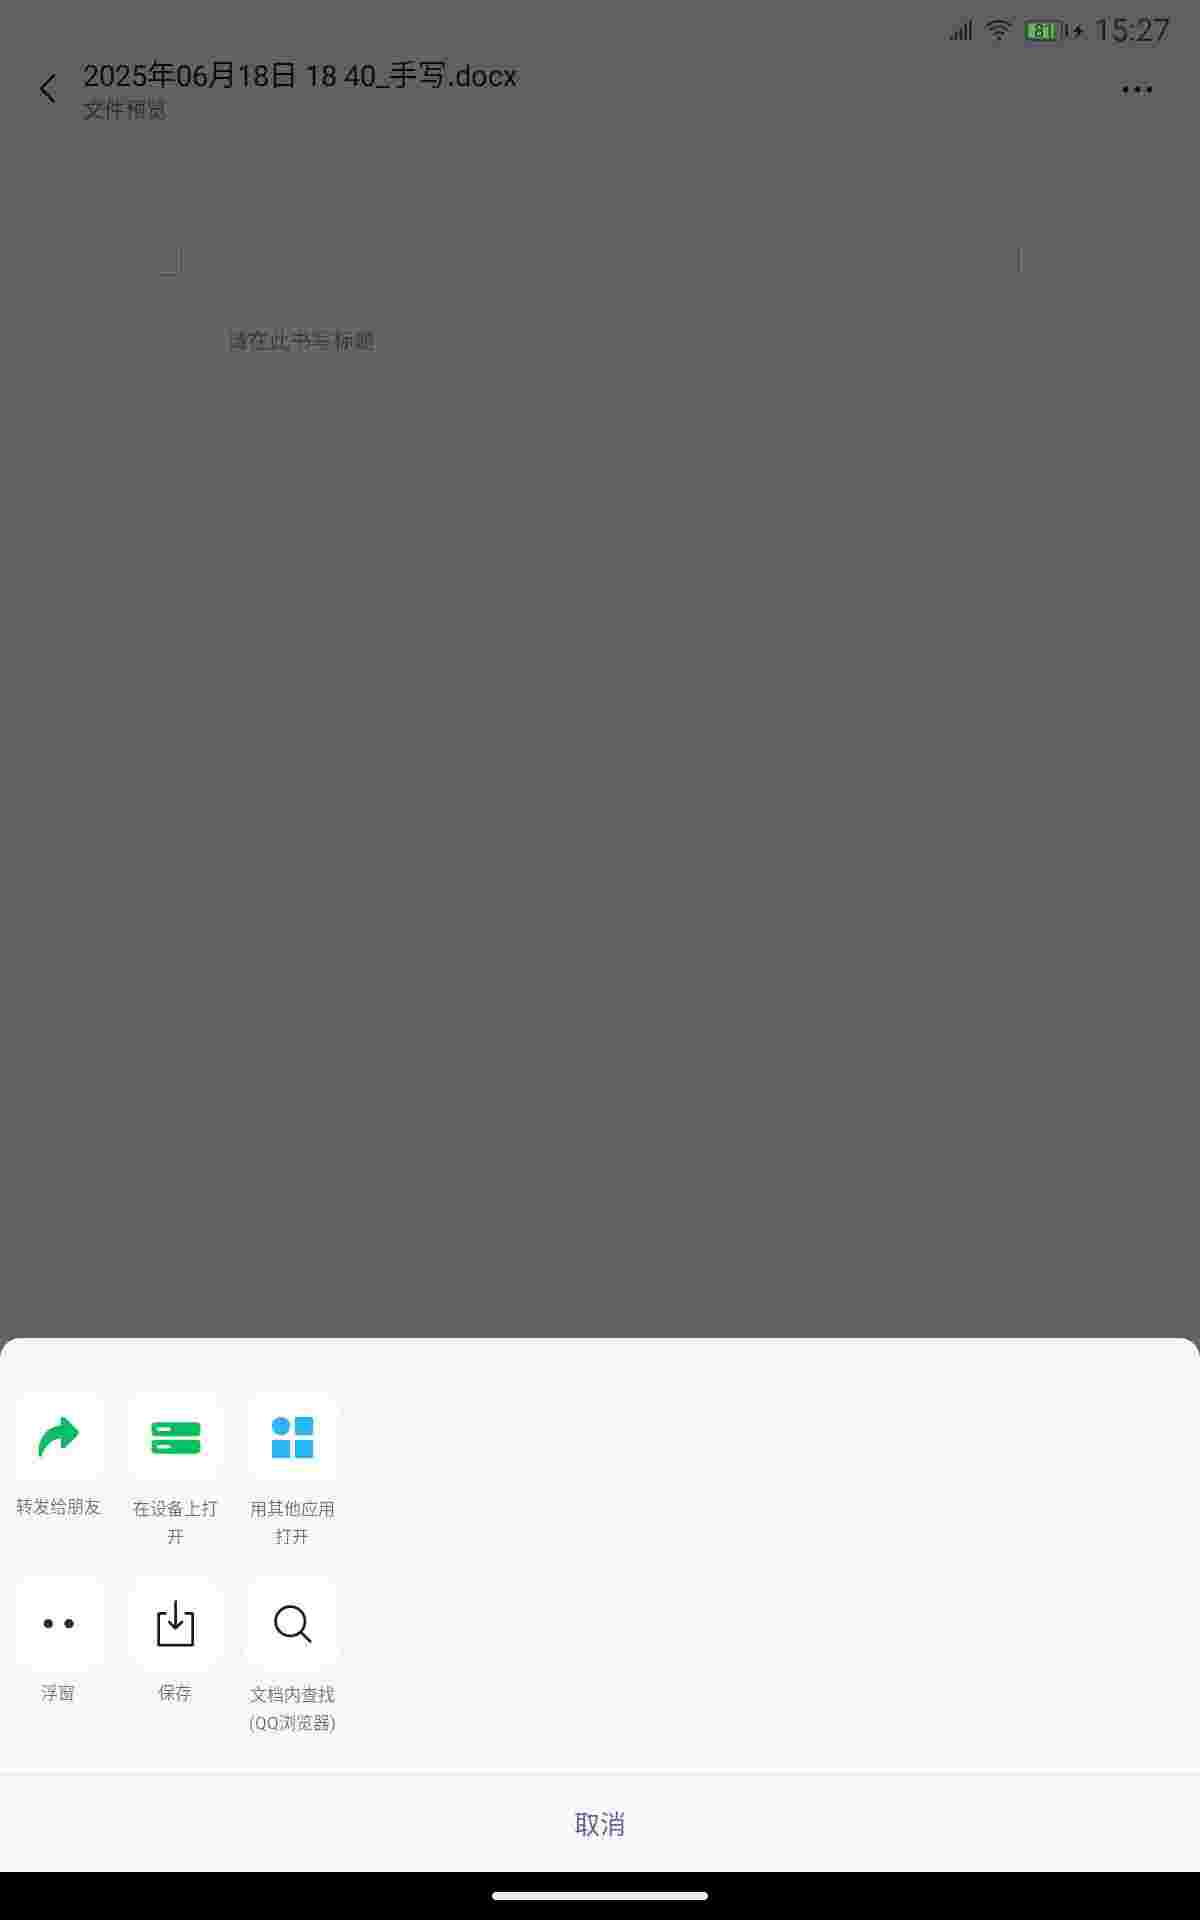 81 15:27
2025年06月18日 18 40_手写.docx
文件预览
请在此书写标题
转发给朋友 在设备上打开 用其他应用打开
浮窗 保存 文档内查找(QQ浏览器)
取消